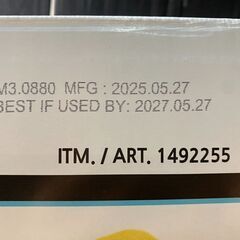 M3.0880 MFG : 2025.05.27
BEST IF USED BY: 2027.05.27
ITM. / ART. 1492255